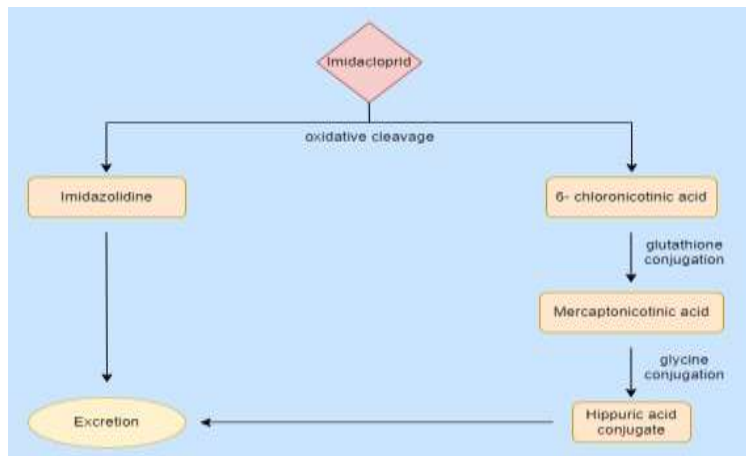 Imidacloprid
oxidative cleavage
Imidazolidine
6- chloronicotinic acid
glutathione
conjugation
Mercaptonicotinic acid
glycine
conjugation
Excretion
Hippuric acid
conjugate